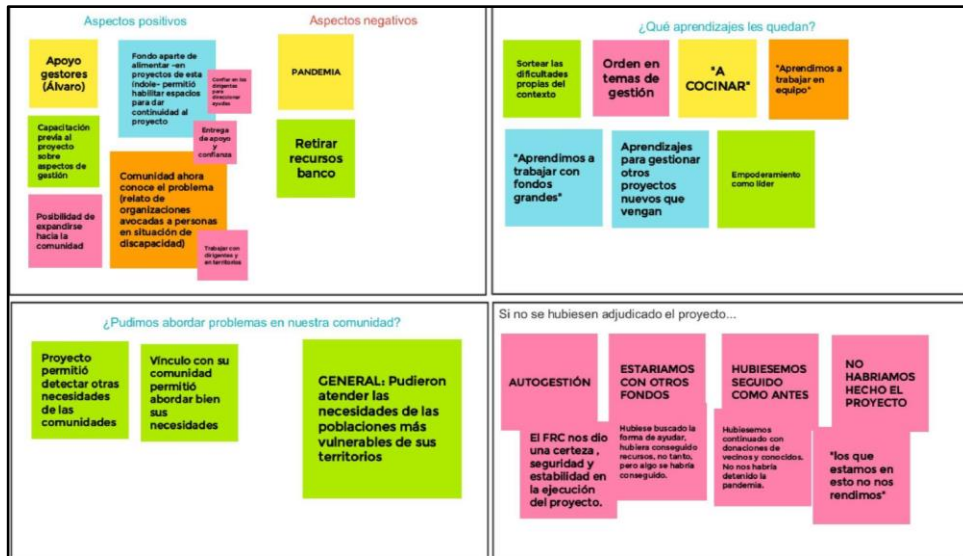 Aspectos positivos
Apoyo
gestores
(Álvaro)
Fondo aparte de
alimentar -en
proyectos de esta
índole- permitió
habilitar espacios
para dar
continuidad al
proyecto
Confiar en los
dirigentes
para
direccionar
ayudas
Capacitación
previa al
proyecto
sobre
aspectos de
gestión
Entrega
de apoyo
y
confianza
Comunidad ahora
conoce el problema
(relato de
organizaciones
avocadas a personas
en situación de
discapacidad)
Posibilidad de
expandirse
hacia la
comunidad
Trabajar con
dirigentes y
en territorios
Aspectos negativos
PANDEMIA
Retirar
recursos
banco
¿Qué aprendizajes les quedan?
Sortear las
dificultades
propias del
contexto
Orden en
temas de
gestión
"A
COCINAR"
"Aprendimos a
trabajar en
equipo"
"Aprendimos a
trabajar con
fondos
grandes"
Aprendizajes
para gestionar
otros
proyectos
nuevos que
vengan
Empoderamiento
como líder
¿Pudimos abordar problemas en nuestra comunidad?
Proyecto
permitió
detectar otras
necesidades
de las
comunidades
Vínculo con su
comunidad
permitió
abordar bien
sus
necesidades
GENERAL: Pudieron
atender las
necesidades de las
poblaciones más
vulnerables de sus
territorios
Si no se hubiesen adjudicado el proyecto...
AUTOGESTIÓN
ESTARIAMOS
CON OTROS
FONDOS
HUBIESEMOS
SEGUIDO
COMO ANTES
NO
HABRIAMOS
HECHO EL
PROYECTO
El FRC nos dio
una certeza ,
seguridad y
estabilidad en
la ejecución
del proyecto.
Hubiese buscado la
forma de ayudar,
hubiera conseguido
recursos, no tanto,
pero algo se habría
conseguido.
Hubiesemos
continuado con
donaciones de
vecinos y conocidos.
No nos habría
detenido la
pandemia.
"los que
estamos en
esto no nos
rendimos"